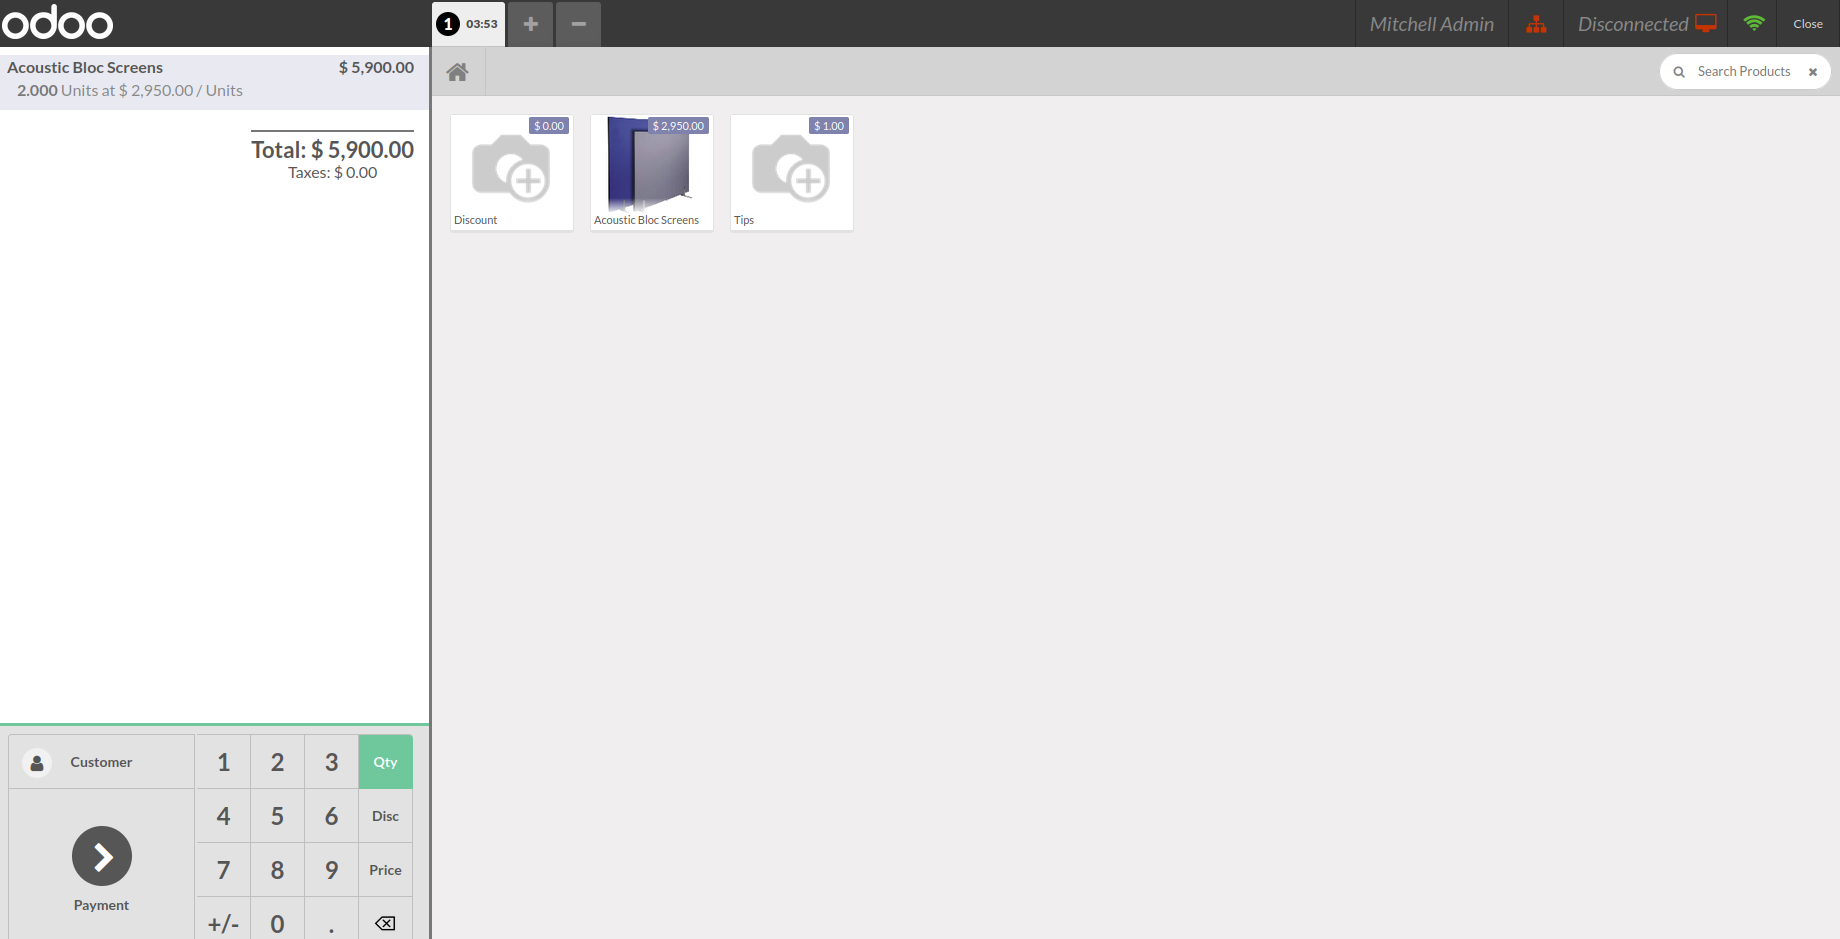 odoo
1 03:53
Mitchell Admin
Disconnected
Close
Acoustic Bloc Screens $ 5,900.00
2.000 Units at $ 2,950.00 / Units
Total: $ 5,900.00
Taxes: $ 0.00
Search Products
$ 0.00
Discount
$ 2,950.00
Acoustic Bloc Screens
$ 1.00
Tips
Customer
Payment
1 2 3 Qty
4 5 6 Disc
7 8 9 Price
+/- 0 .